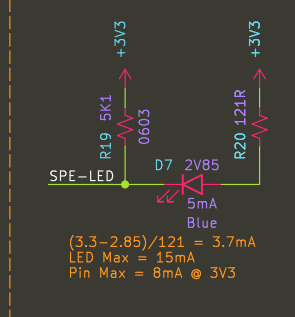 +3V3
+3V3
R19
5K1
0603
R20
121R
D7
2V85
SPE-LED
5mA
Blue
(3.3-2.85)/121 = 3.7mA
LED Max = 15mA
Pin Max = 8mA @ 3V3